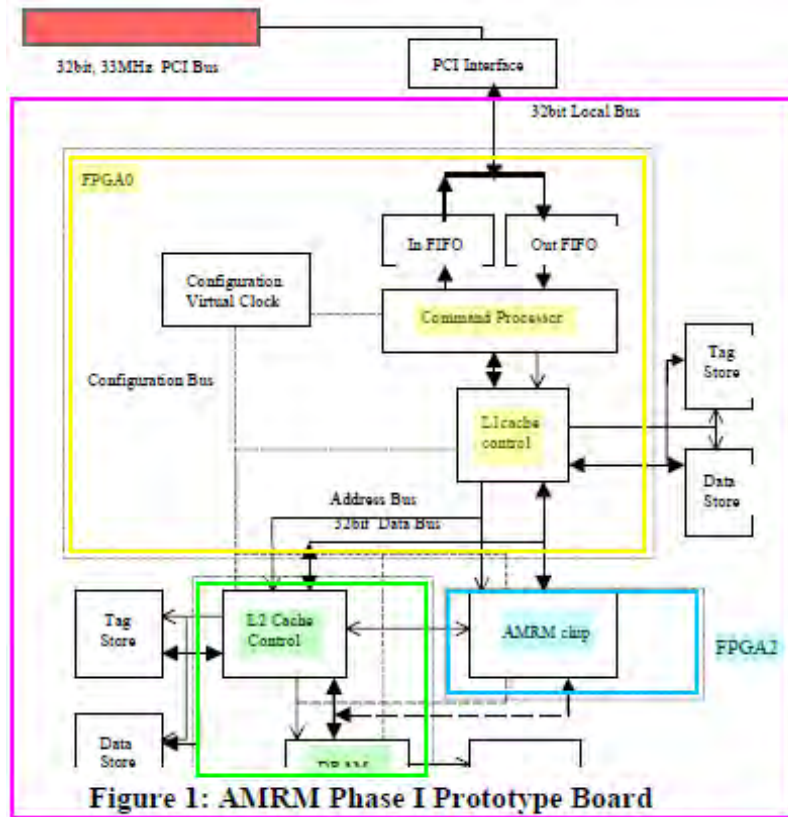 32bit, 33MHz PCI Bus
PCI Interface
32bit Local Bus
FPGA0
In FIFO
Out FIFO
Configuration
Virtual Clock
Command Processor
Configuration Bus
L1cache
control
Tag
Store
Data
Store
Address Bus
32bit Data Bus
Tag
Store
L2 Cache
Control
AMRM chip
FPGA2
Data
Store
DRAM
Figure 1: AMRM Phase I Prototype Board